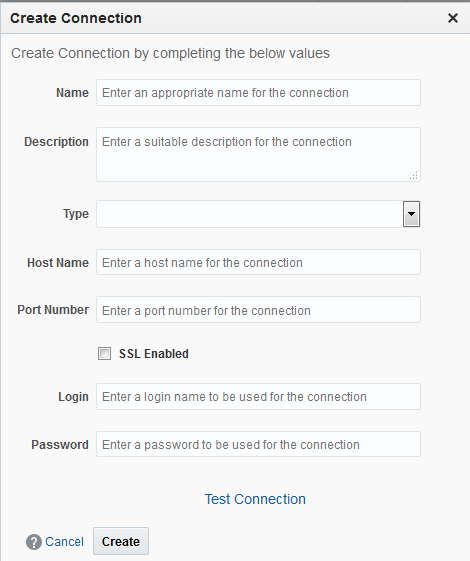 Create Connection
Create Connection by completing the below values
Name Enter an appropriate name for the connection
Description Enter a suitable description for the connection
Type
Host Name Enter a host name for the connection
Port Number Enter a port number for the connection
SSL Enabled
Login Enter a login name to be used for the connection
Password Enter a password to be used for the connection
Test Connection
? Cancel Create